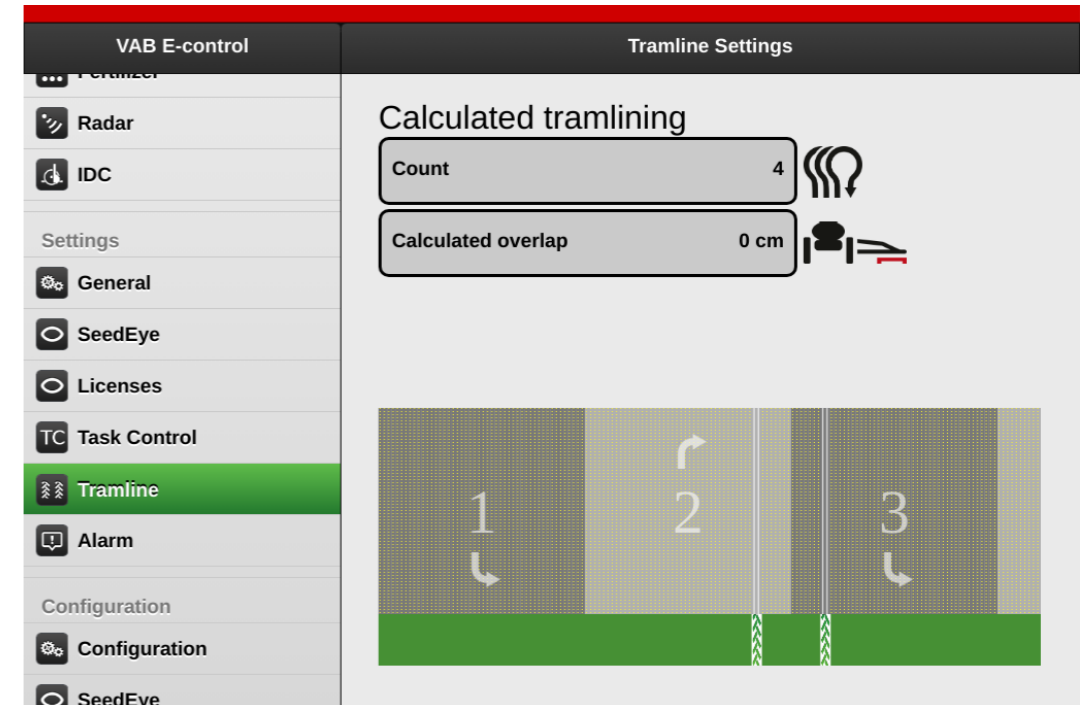 VAB E-control
Tramline Settings
Fertilizer
Radar
IDC
Settings
General
SeedEye
Licenses
TC Task Control
Tramline
Alarm
Configuration
Configuration
SeedEye
Calculated tramlining
Count 4
Calculated overlap 0 cm
1 2 3